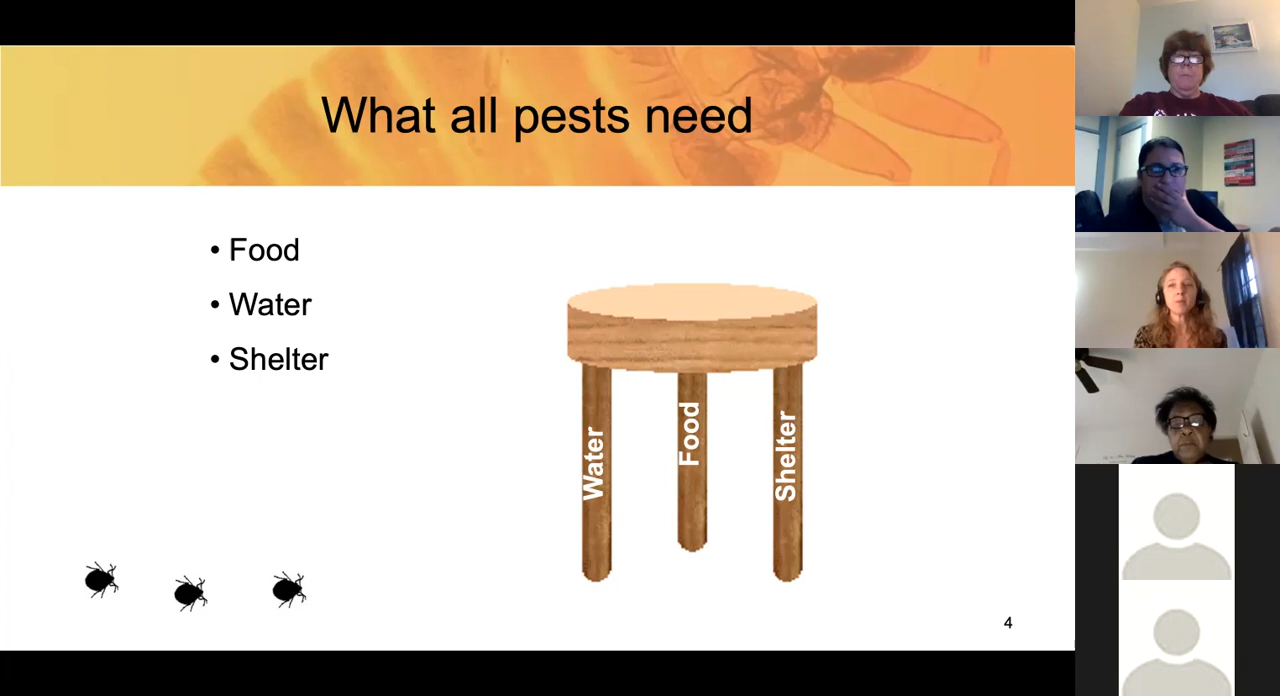 What all pests need
• Food
• Water
• Shelter
Water
Food
Shelter
4